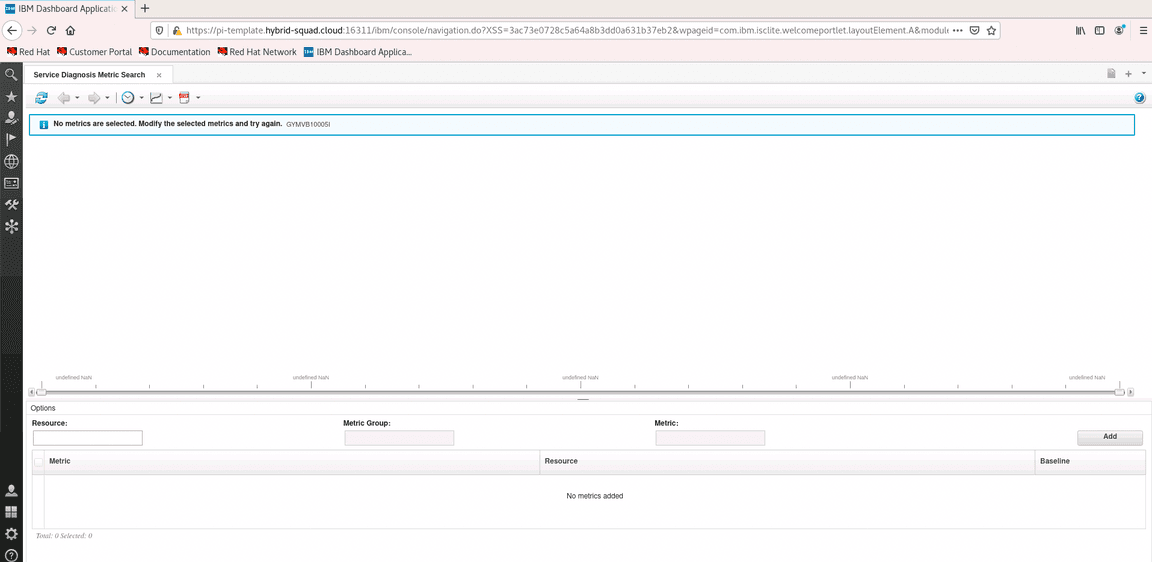 IBM Dashboard Applicatio
https://pi-template.hybrid-squad.cloud:16311/ibm/console/navigation.do?XSS=3ac73e0728c5a64a8b3dd0a631b37eb2&wpageid=com.ibm.isclite.welcomeportlet.layoutElement.A&module
Red Hat Customer Portal Documentation Red Hat Network IBM Dashboard Applica...
Service Diagnosis Metric Search
No metrics are selected. Modify the selected metrics and try again. GYMVB10005I
undefined NaN undefined NaN undefined NaN undefined NaN undefined NaN
Options
Resource: Metric Group: Metric:
Add
Metric Resource Baseline
No metrics added
Total: 0 Selected: 0